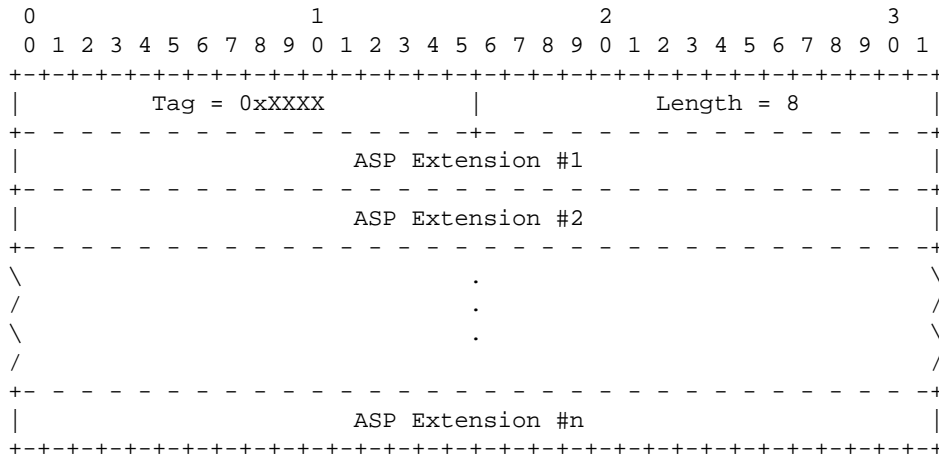 0                   1                   2                   3
0 1 2 3 4 5 6 7 8 9 0 1 2 3 4 5 6 7 8 9 0 1 2 3 4 5 6 7 8 9 0 1
+-+-+-+-+-+-+-+-+-+-+-+-+-+-+-+-+-+-+-+-+-+-+-+-+-+-+-+-+-+-+-+-+
|         Tag = 0xXXXX          |            Length = 8         |
+- - - - - - - - - - - - - - - -+- - - - - - - - - - - - - - - -+
|                       ASP Extension #1                        |
+- - - - - - - - - - - - - - - - - - - - - - - - - - - - - - - -+
|                       ASP Extension #2                        |
+- - - - - - - - - - - - - - - - - - - - - - - - - - - - - - - -+
\                               .                               \
/                               .                               /
\                               .                               \
/                                                               /
+- - - - - - - - - - - - - - - - - - - - - - - - - - - - - - - -+
|                       ASP Extension #n                        |
+-+-+-+-+-+-+-+-+-+-+-+-+-+-+-+-+-+-+-+-+-+-+-+-+-+-+-+-+-+-+-+-+